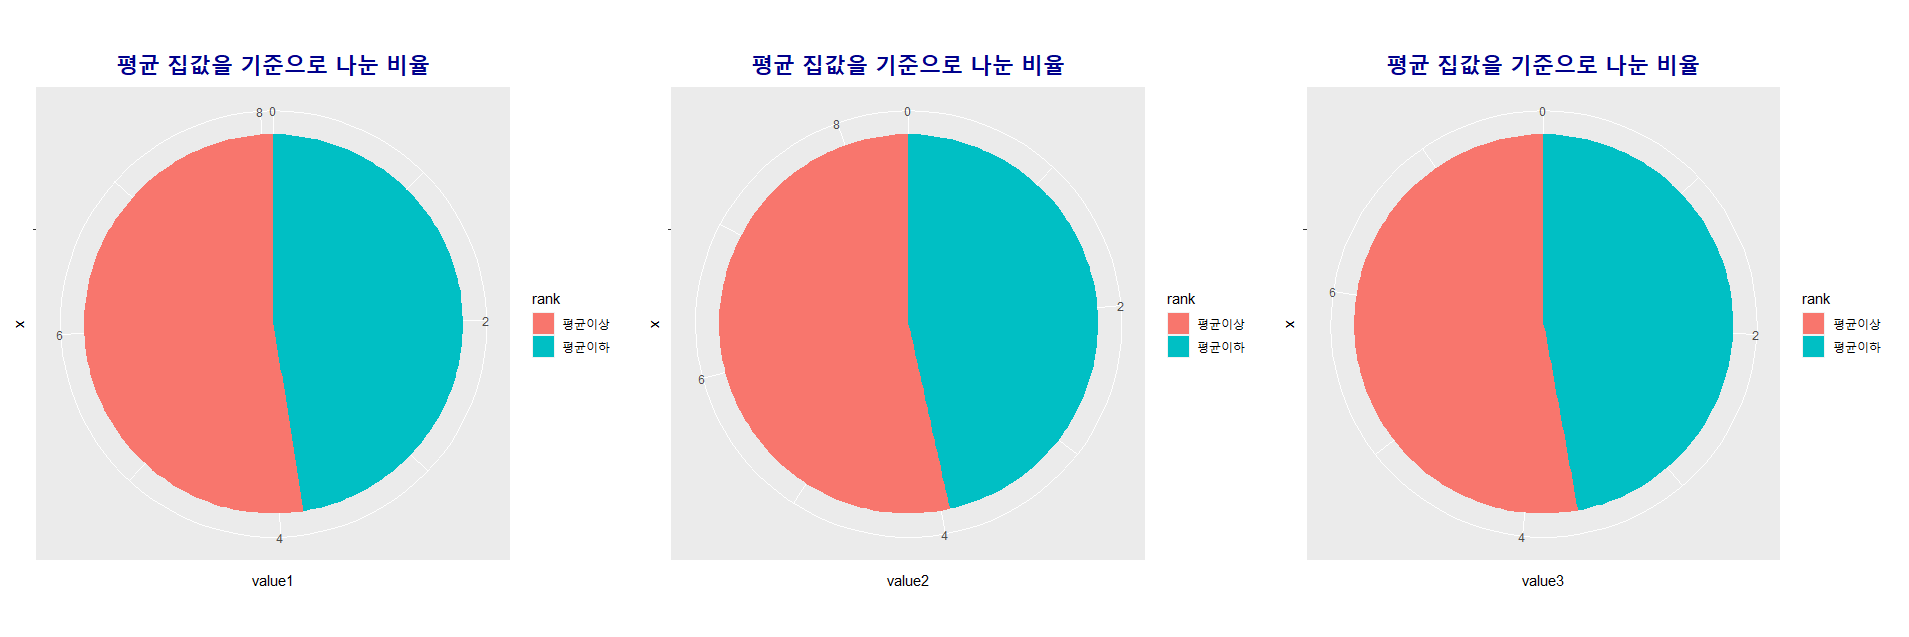 평균 집값을 기준으로 나눈 비율
8 0
2
6
4
x
value1
rank
평균이상
평균이하
평균 집값을 기준으로 나눈 비율
0
8
2
6
4
x
value2
rank
평균이상
평균이하
평균 집값을 기준으로 나눈 비율
0
6
2
4
x
value3
rank
평균이상
평균이하